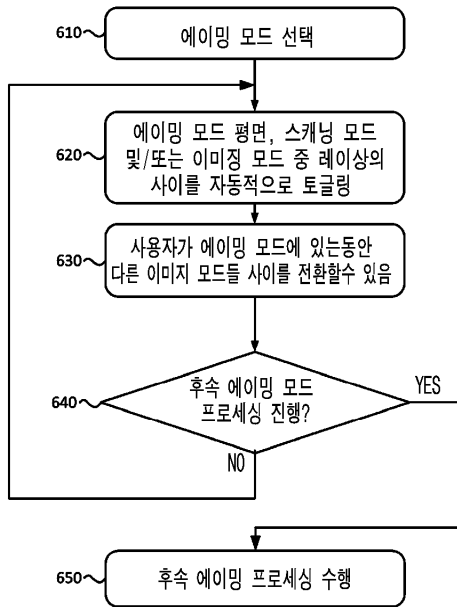 610
에이밍 모드 선택
620
에이밍 모드 평면, 스캐닝 모드
및/또는 이미징 모드 중 레이상의
사이를 자동적으로 토글링
630
사용자가 에이밍 모드에 있는동안
다른 이미지 모드들 사이를 전환할수 있음
640
후속 에이밍 모드
프로세싱 진행?
YES
NO
650
후속 에이밍 프로세싱 수행